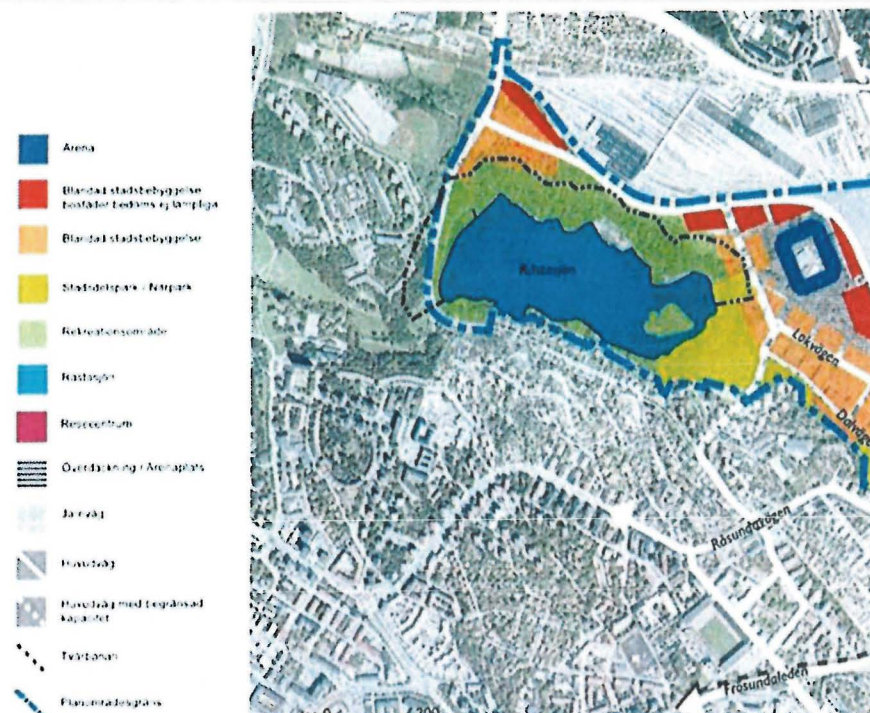 Arena
Blandad stadsbebyggelse
bostäder bedöms ej lämpliga
Blandad stadsbebyggelse
Stadsdelspark / Närpark
Rekreationsområde
Råstasjön
Resecentrum
Överdäckning / Arenaplats
Järnväg
Huvudväg
Huvudväg med begränsad
kapacitet
Tvärbanan
Planområdesgräns
Råstasjön
Lokvägen
Dalvägen
Råsundavägen
Frösundaleden
200